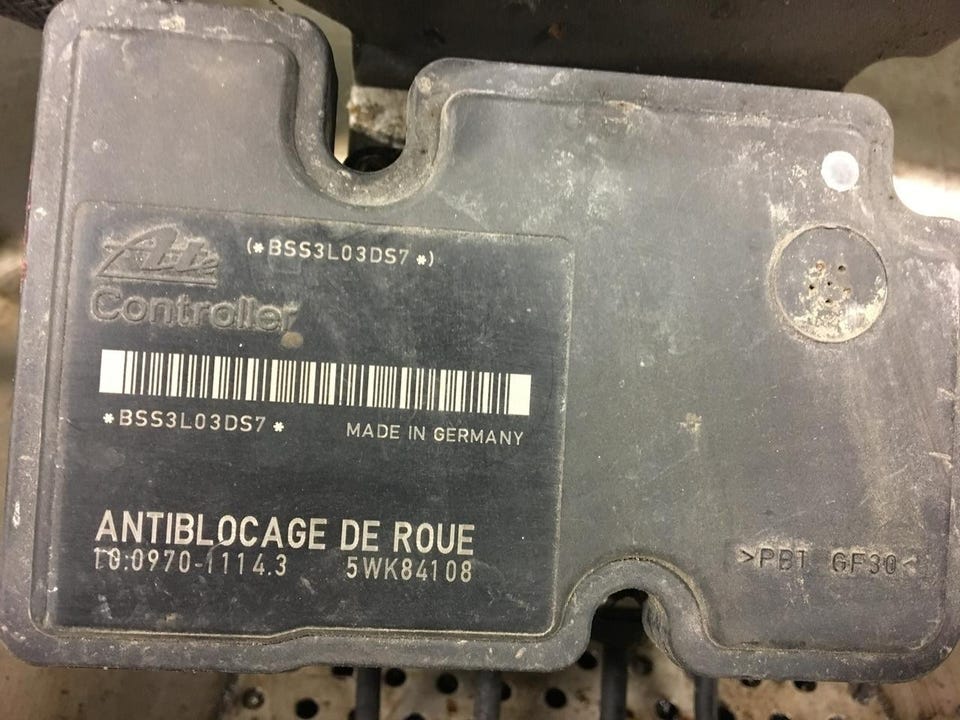 Ate
(*BSS3L03DS7*)
Controller
*BSS3L03DS7*
MADE IN GERMANY
ANTIBLOCAGE DE ROUE
10.0970-1114.3 5WK84108
>PBT GF30<